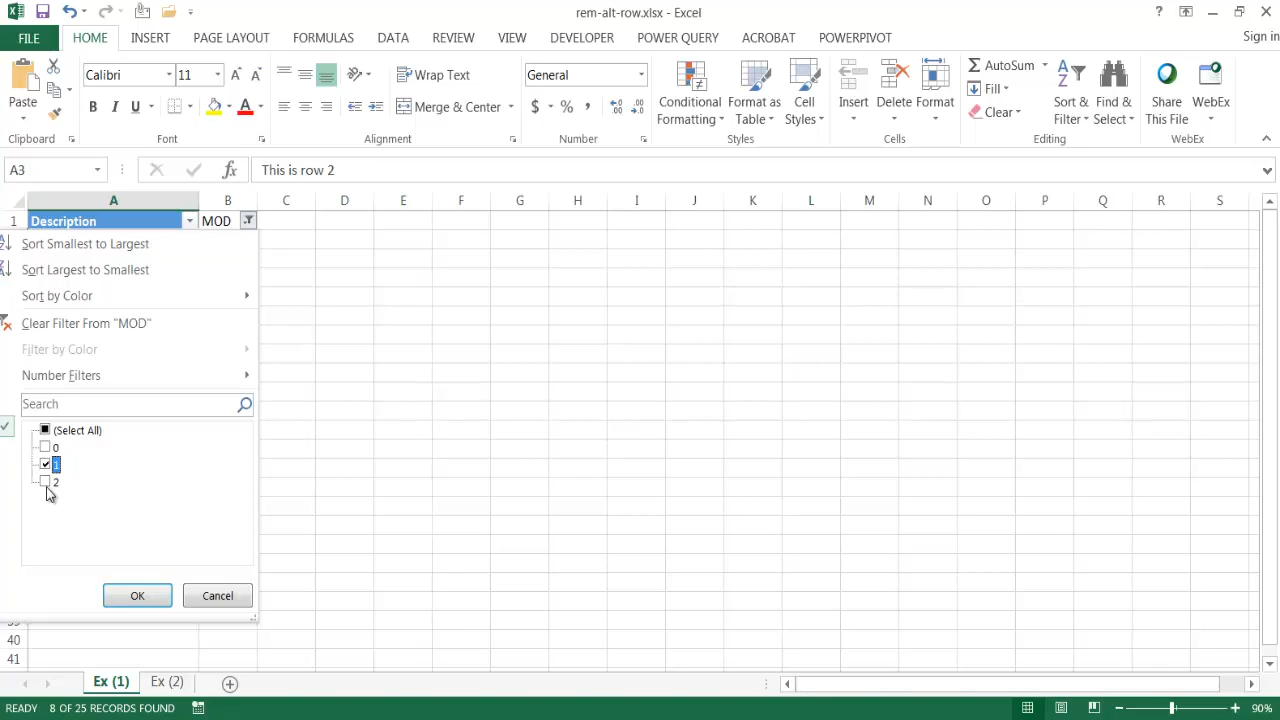 rem-alt-row.xlsx - Excel
?
FILE HOME INSERT PAGE LAYOUT FORMULAS DATA REVIEW VIEW DEVELOPER POWER QUERY ACROBAT POWERPIVOT Sign in
Paste
Clipboard
Calibri 11
B I U A
Font
Wrap Text
Merge & Center
Alignment
General
$ % ,
Number
Conditional Formatting
Format as Table
Cell Styles
Styles
Insert Delete Format
Cells
AutoSum
Fill
Clear
Sort & Filter
Find & Select
Editing
Share This File
WebEx
WebEx
A3 fx This is row 2
A B C D E F G H I J K L M N O P Q R S
1 Description MOD
Sort Smallest to Largest
Sort Largest to Smallest
Sort by Color
Clear Filter From "MOD"
Filter by Color
Number Filters
Search
(Select All)
0
1
2
OK Cancel
40
41
Ex (1) Ex (2)
READY 8 OF 25 RECORDS FOUND 90%